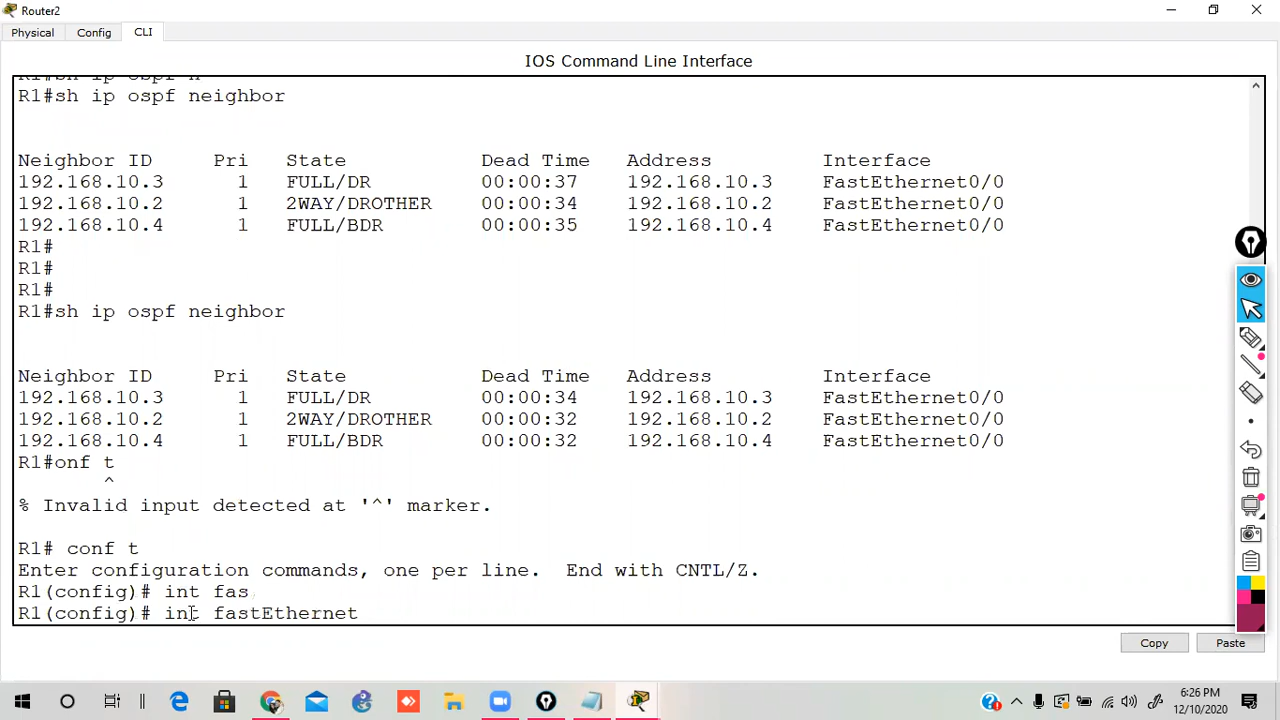 Router2
Physical Config CLI
IOS Command Line Interface
R1#sh ip ospf n
R1#sh ip ospf neighbor
Neighbor ID Pri State Dead Time Address Interface
192.168.10.3 1 FULL/DR 00:00:37 192.168.10.3 FastEthernet0/0
192.168.10.2 1 2WAY/DROTHER 00:00:34 192.168.10.2 FastEthernet0/0
192.168.10.4 1 FULL/BDR 00:00:35 192.168.10.4 FastEthernet0/0
R1#
R1#
R1#
R1#sh ip ospf neighbor
Neighbor ID Pri State Dead Time Address Interface
192.168.10.3 1 FULL/DR 00:00:34 192.168.10.3 FastEthernet0/0
192.168.10.2 1 2WAY/DROTHER 00:00:32 192.168.10.2 FastEthernet0/0
192.168.10.4 1 FULL/BDR 00:00:32 192.168.10.4 FastEthernet0/0
R1#onf t
^
% Invalid input detected at '^' marker.
R1# conf t
Enter configuration commands, one per line. End with CNTL/Z.
R1(config)# int fas
R1(config)# int fastEthernet
Copy Paste
6:26 PM
12/10/2020